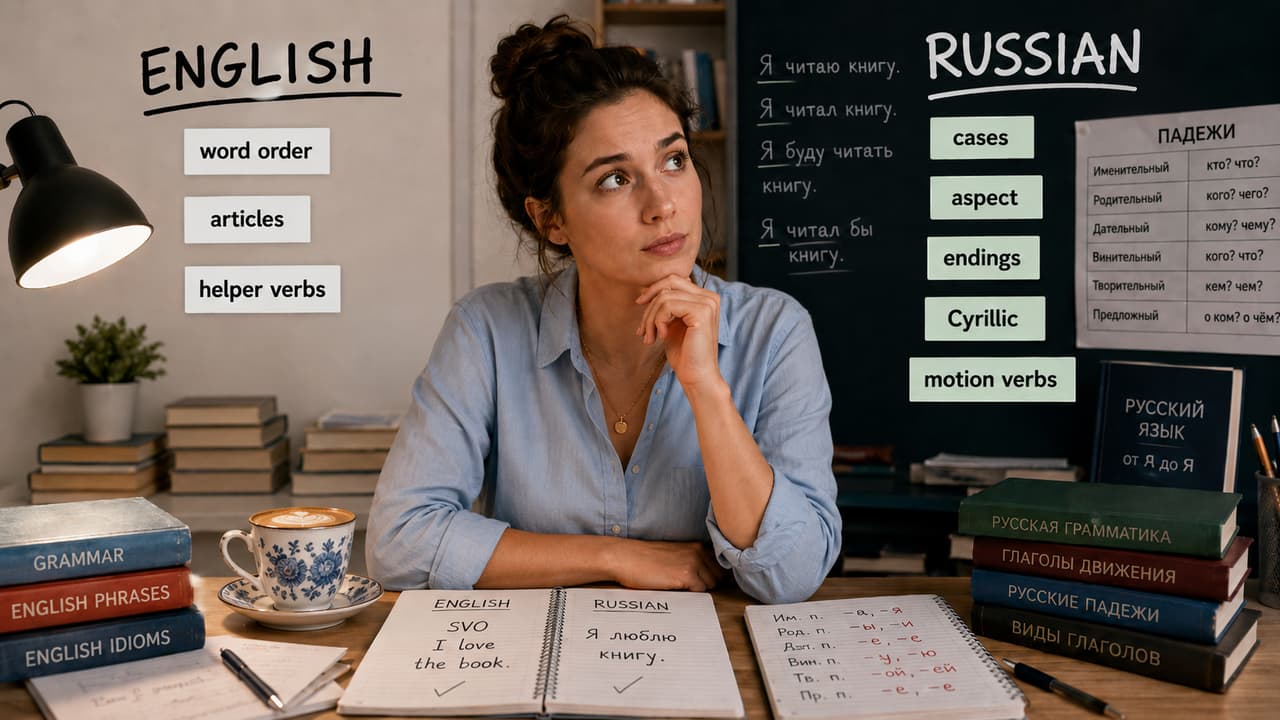 ENGLISH
word order
articles
helper verbs
Я читаю книгу.
Я читал книгу.
Я буду читать
книгу.
Я читал бы
книгу.
RUSSIAN
cases
aspect
endings
Cyrillic
motion verbs
ПАДЕЖИ
Именительный кто? что?
Родительный кого? чего?
Дательный кому? чему?
Винительный кого? что?
Творительный кем? чем?
Предложный о ком? о чём?
РУССКИЙ
ЯЗЫК
от Я до Я
GRAMMAR
ENGLISH PHRASES
ENGLISH IDIOMS
ENGLISH
SVO
I love
the book.
RUSSIAN
Я люблю
книгу.
Им. п. -а, -я
Род. п. -ы, -и
Дат. п. -е, -е
Вин. п. -у, -ю
Тв. п. -ой, -ей
Пр. п. -е, -е
РУССКАЯ ГРАММАТИКА
ГЛАГОЛЫ ДВИЖЕНИЯ
РУССКИЕ ПАДЕЖИ
ВИДЫ ГЛАГОЛОВ